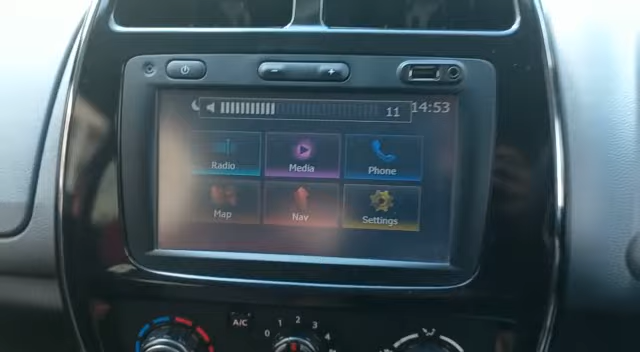 - +
11 14:53
Radio Media Phone
Map Nav Settings
A/C 0 1 2 3 4